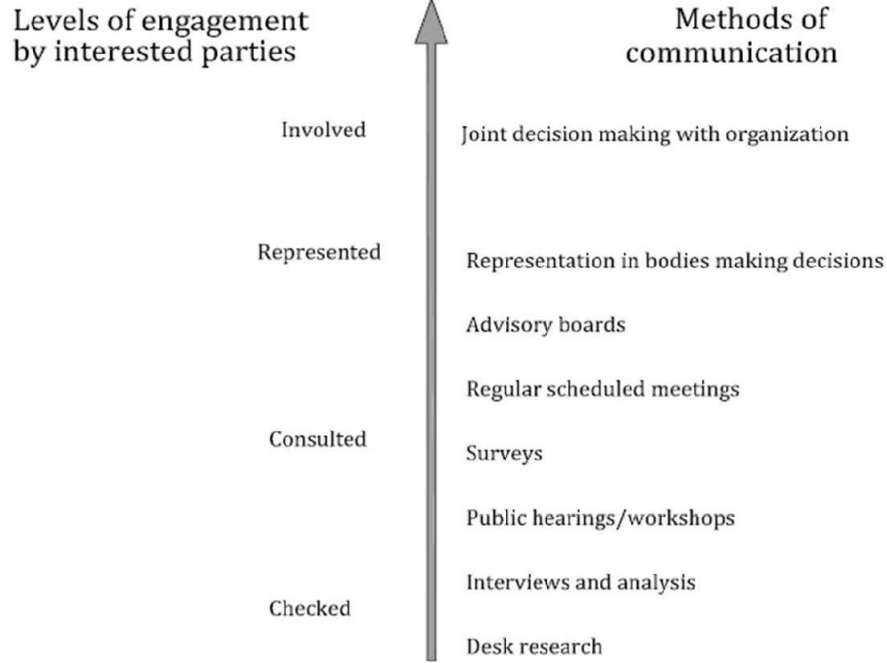 Levels of engagement
by interested parties
Methods of
communication
Involved
Joint decision making with organization
Represented
Representation in bodies making decisions
Advisory boards
Regular scheduled meetings
Consulted
Surveys
Public hearings/workshops
Interviews and analysis
Checked
Desk research